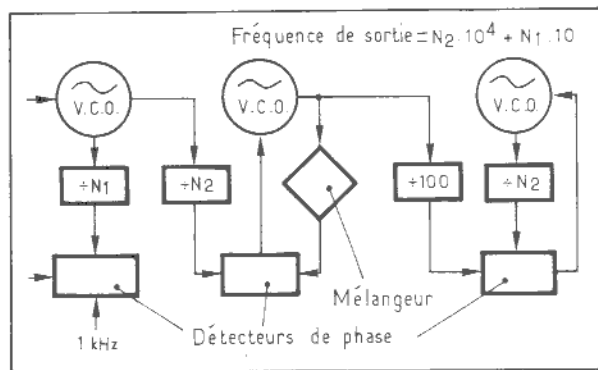 Fréquence de sortie = N2.10⁴ + N1.10
V.C.O.
V.C.O.
V.C.O.
÷N1
÷N2
÷100
÷N2
Mélangeur
Détecteurs de phase
1 kHz